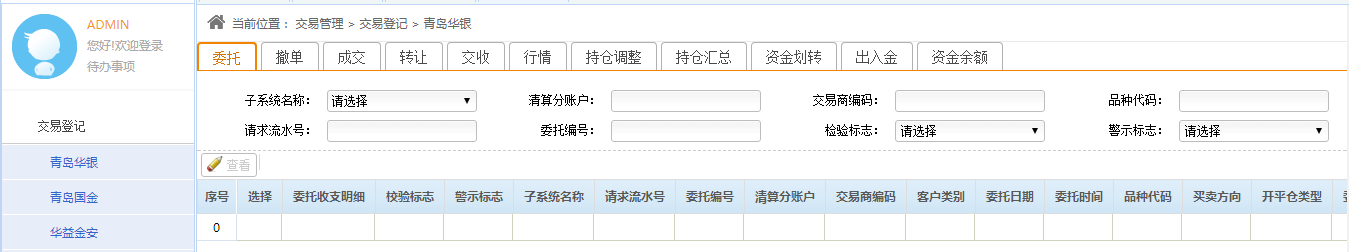 ADMIN
您好!欢迎登录
待办事项
交易登记
青岛华银
青岛国金
华益金安
当前位置： 交易管理 > 交易登记 > 青岛华银
委托 撤单 成交 转让 交收 行情 持仓调整 持仓汇总 资金划转 出入金 资金余额
子系统名称： 请选择 清算分账户： 交易商编码： 品种代码：
请求流水号： 委托编号： 检验标志： 请选择 警示标志： 请选择
查看
序号 选择 委托收支明细 校验标志 警示标志 子系统名称 请求流水号 委托编号 清算分账户 交易商编码 客户类别 委托日期 委托时间 品种代码 买卖方向 开平仓类型
0